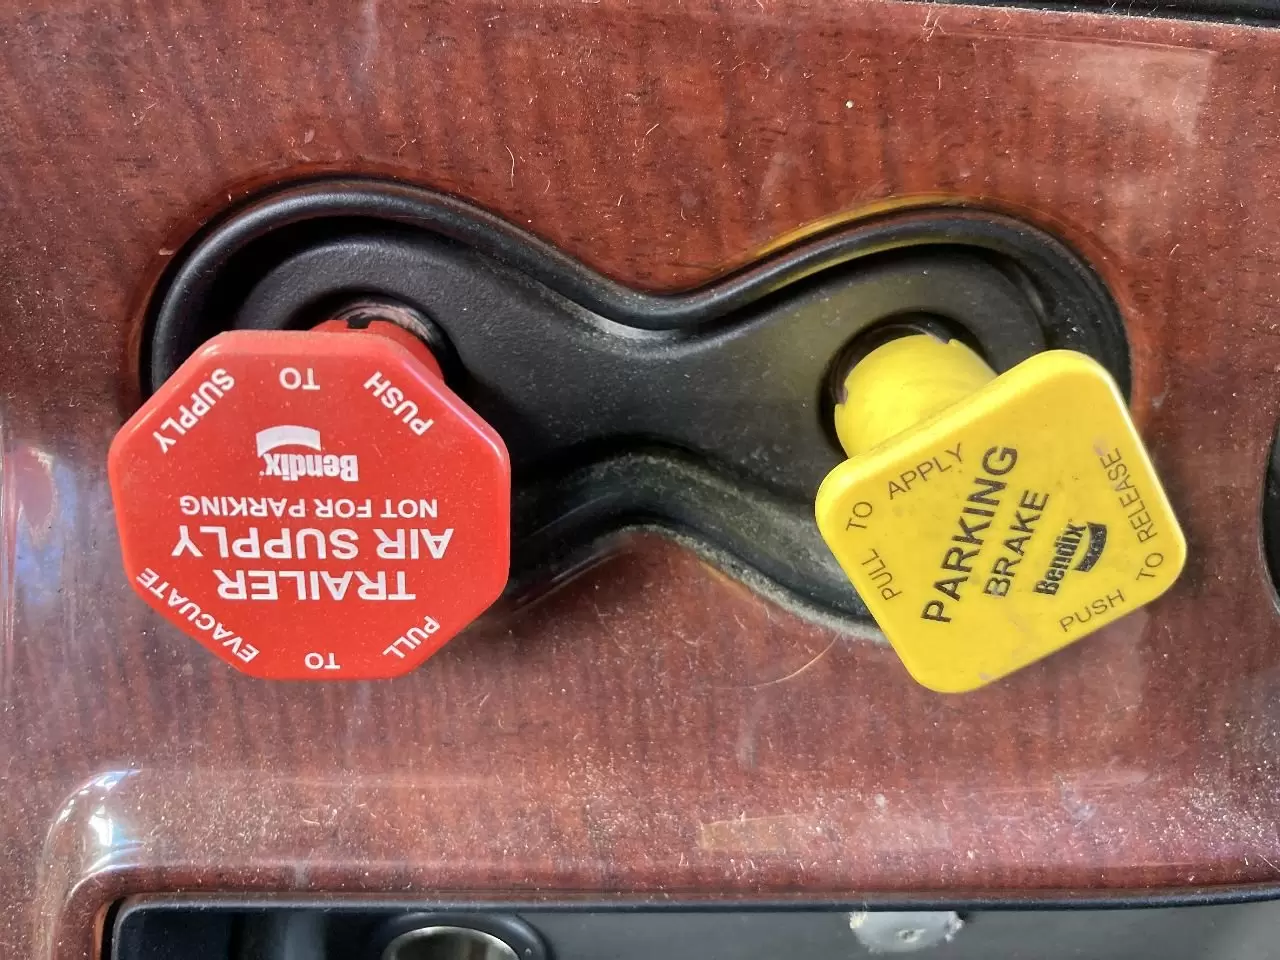 PUSH TO SUPPLY
Bendix
NOT FOR PARKING
TRAILER
AIR SUPPLY
PULL TO EVACUATE
PULL TO APPLY
PARKING
BRAKE
Bendix
PUSH TO RELEASE